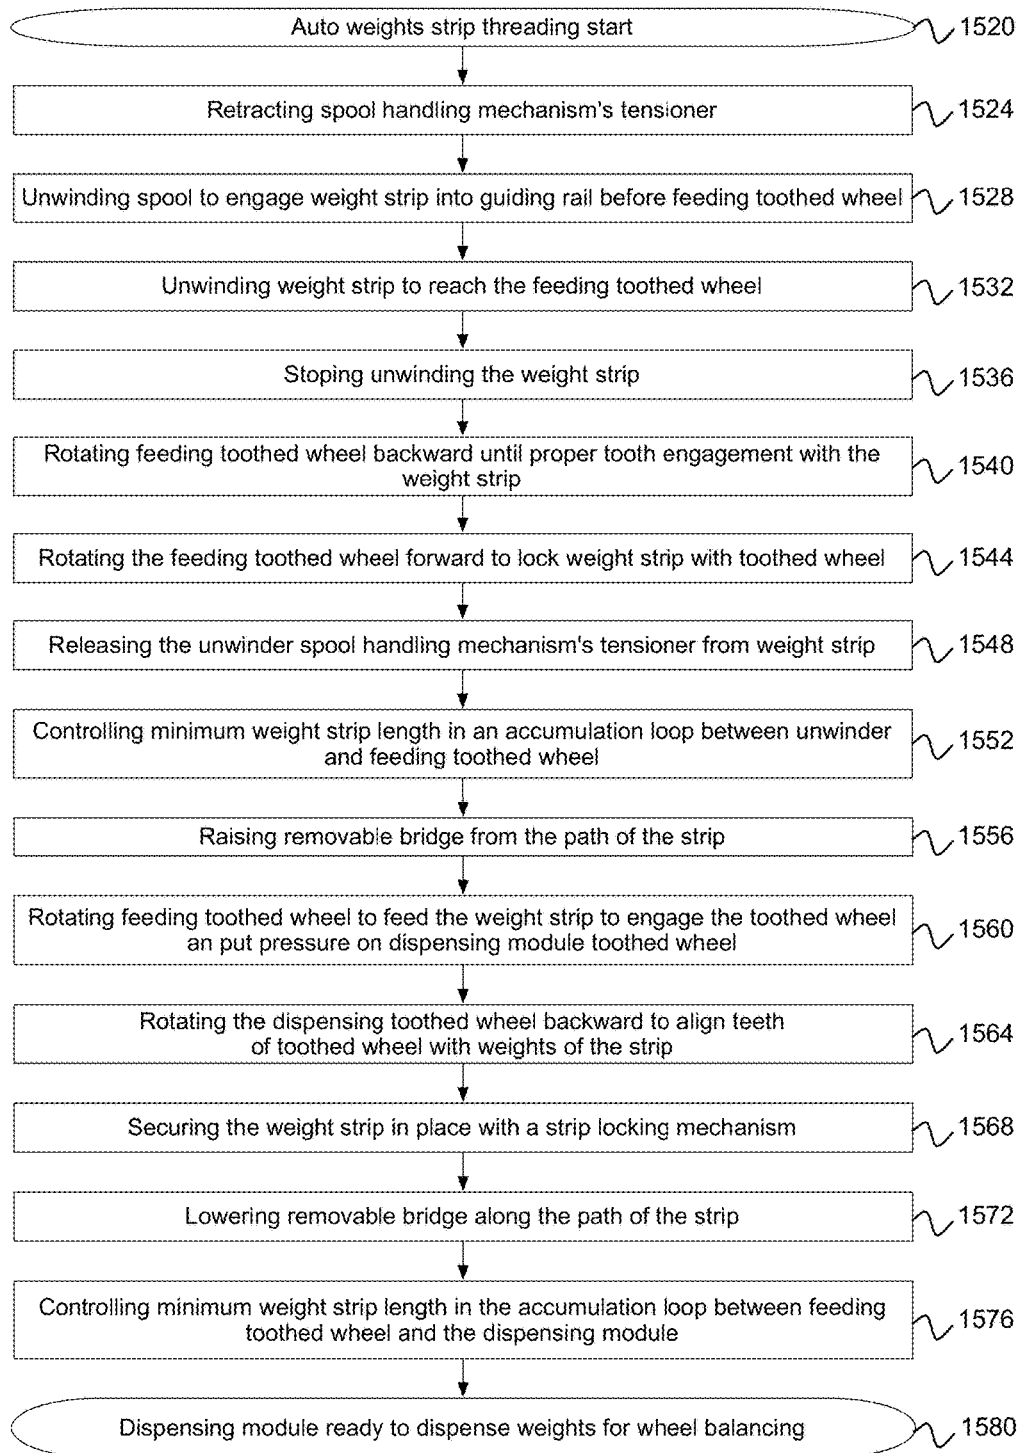 Auto weights strip threading start
1520
Retracting spool handling mechanism's tensioner
1524
Unwinding spool to engage weight strip into guiding rail before feeding toothed wheel
1528
Unwinding weight strip to reach the feeding toothed wheel
1532
Stoping unwinding the weight strip
1536
Rotating feeding toothed wheel backward until proper tooth engagement with the
weight strip
1540
Rotating the feeding toothed wheel forward to lock weight strip with toothed wheel
1544
Releasing the unwinder spool handling mechanism's tensioner from weight strip
1548
Controlling minimum weight strip length in an accumulation loop between unwinder
and feeding toothed wheel
1552
Raising removable bridge from the path of the strip
1556
Rotating feeding toothed wheel to feed the weight strip to engage the toothed wheel
an put pressure on dispensing module toothed wheel
1560
Rotating the dispensing toothed wheel backward to align teeth
of toothed wheel with weights of the strip
1564
Securing the weight strip in place with a strip locking mechanism
1568
Lowering removable bridge along the path of the strip
1572
Controlling minimum weight strip length in the accumulation loop between feeding
toothed wheel and the dispensing module
1576
Dispensing module ready to dispense weights for wheel balancing
1580